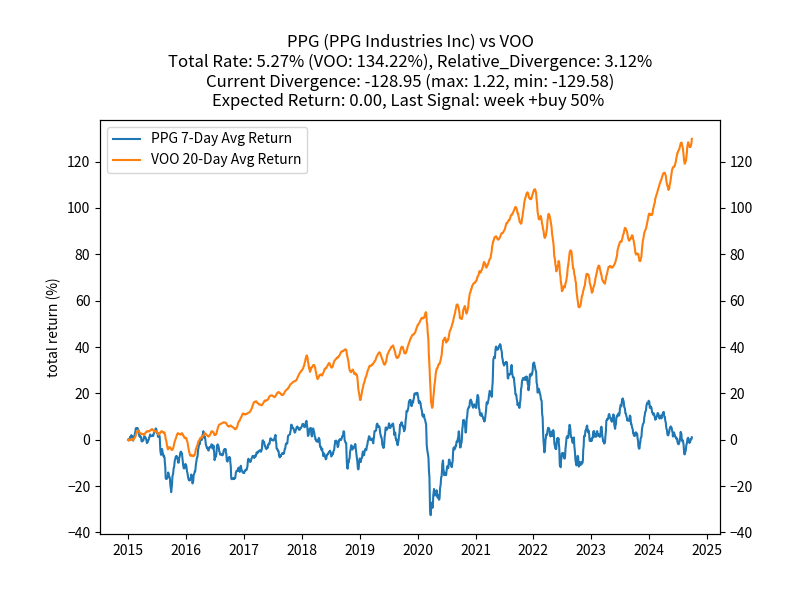 PPG (PPG Industries Inc) vs VOO
Total Rate: 5.27% (VOO: 134.22%), Relative_Divergence: 3.12%
Current Divergence: -128.95 (max: 1.22, min: -129.58)
Expected Return: 0.00, Last Signal: week +buy 50%
PPG 7-Day Avg Return
VOO 20-Day Avg Return
total return (%)
120 120
100 100
80 80
60 60
40 40
20 20
0 0
−20 −20
−40 −40
2015 2016 2017 2018 2019 2020 2021 2022 2023 2024 2025